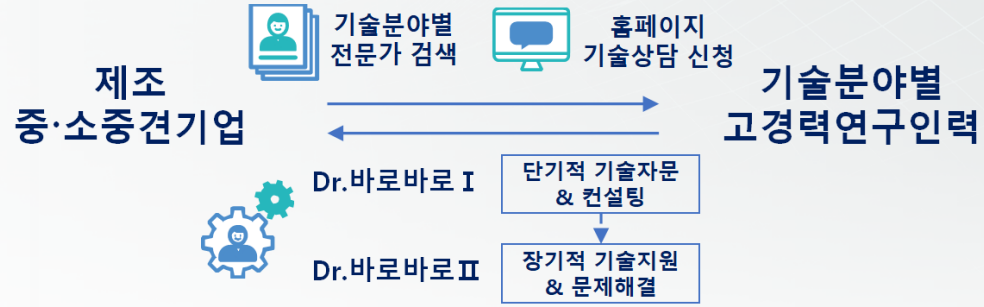 기술분야별
전문가 검색
홈페이지
기술상담 신청
제조
중·소중견기업
기술분야별
고경력연구인력
Dr.바로바로Ⅰ
단기적 기술자문
& 컨설팅
Dr.바로바로Ⅱ
장기적 기술지원
& 문제해결